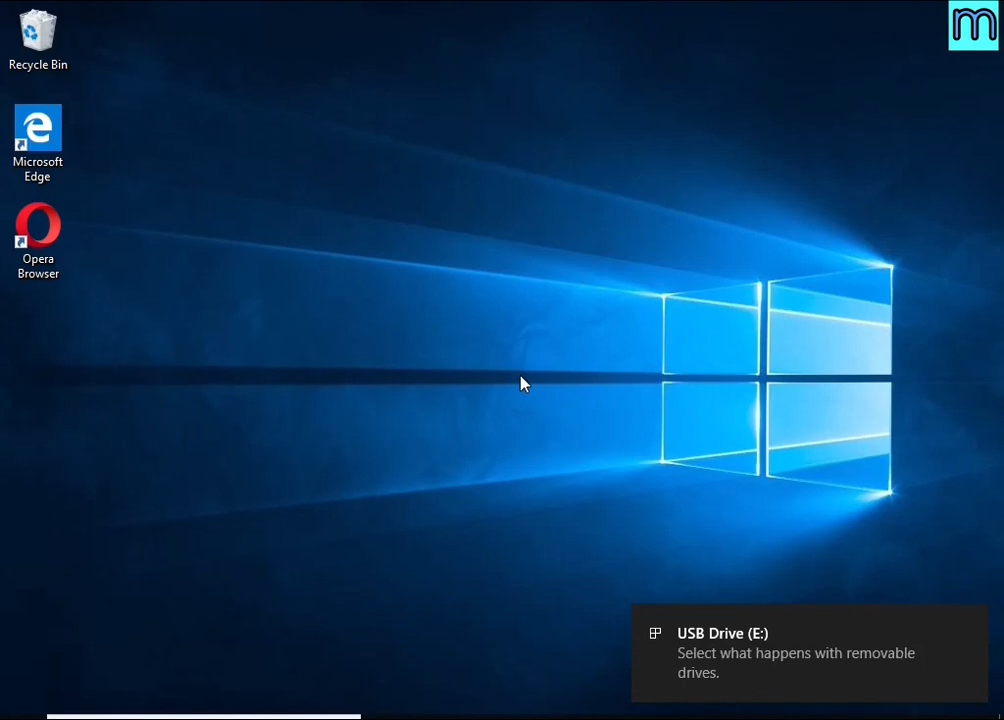 Recycle Bin
Microsoft
Edge
Opera
Browser
m
USB Drive (E:)
Select what happens with removable
drives.